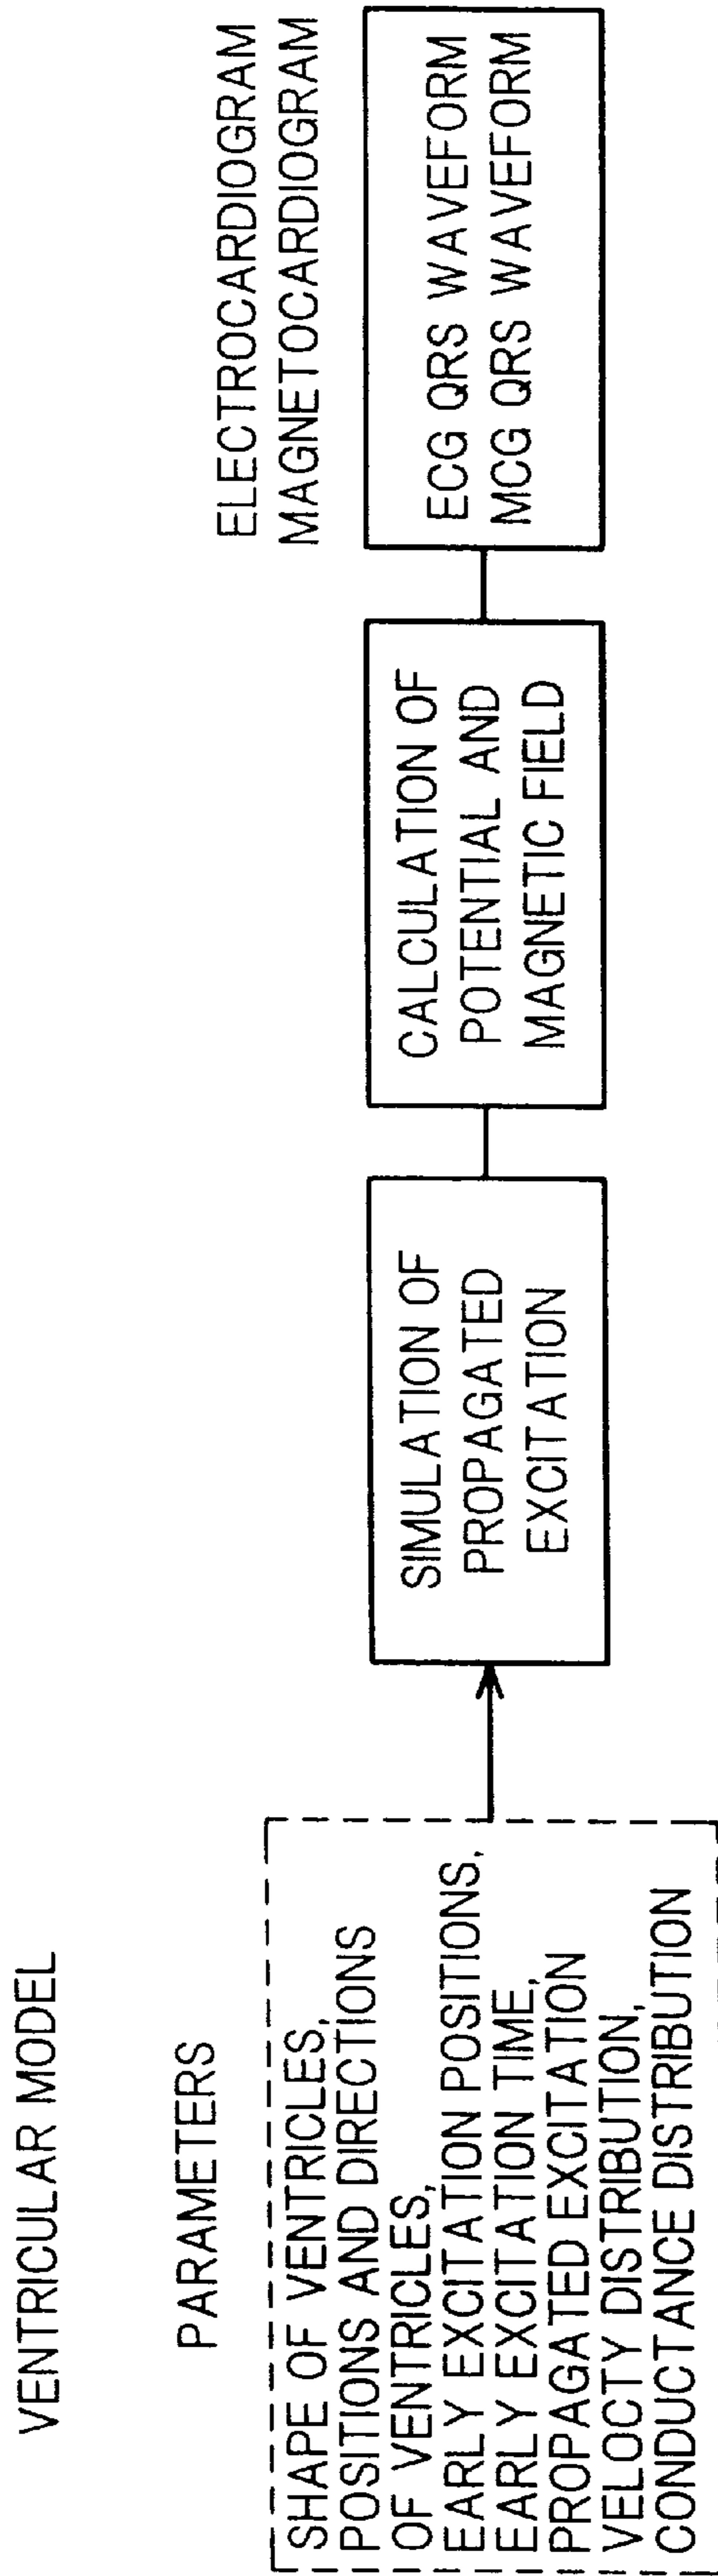 VENTRICULAR MODEL
PARAMETERS
SHAPE OF VENTRICLES,
POSITIONS AND DIRECTIONS
OF VENTRICLES,
EARLY EXCITATION POSITIONS,
EARLY EXCITATION TIME,
PROPAGATED EXCITATION
VELOCTY DISTRIBUTION,
CONDUCTANCE DISTRIBUTION
SIMULATION OF
PROPAGATED
EXCITATION
CALCULATION OF
POTENTIAL AND
MAGNETIC FIELD
ELECTROCARDIOGRAM
MAGNETOCARDIOGRAM
ECG QRS WAVEFORM
MCG QRS WAVEFORM